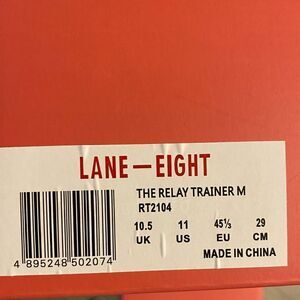 LANE—EIGHT
THE RELAY TRAINER M
RT2104
10.5 11 45⅓ 29
UK US EU CM
4 895248 502074
MADE IN CHINA